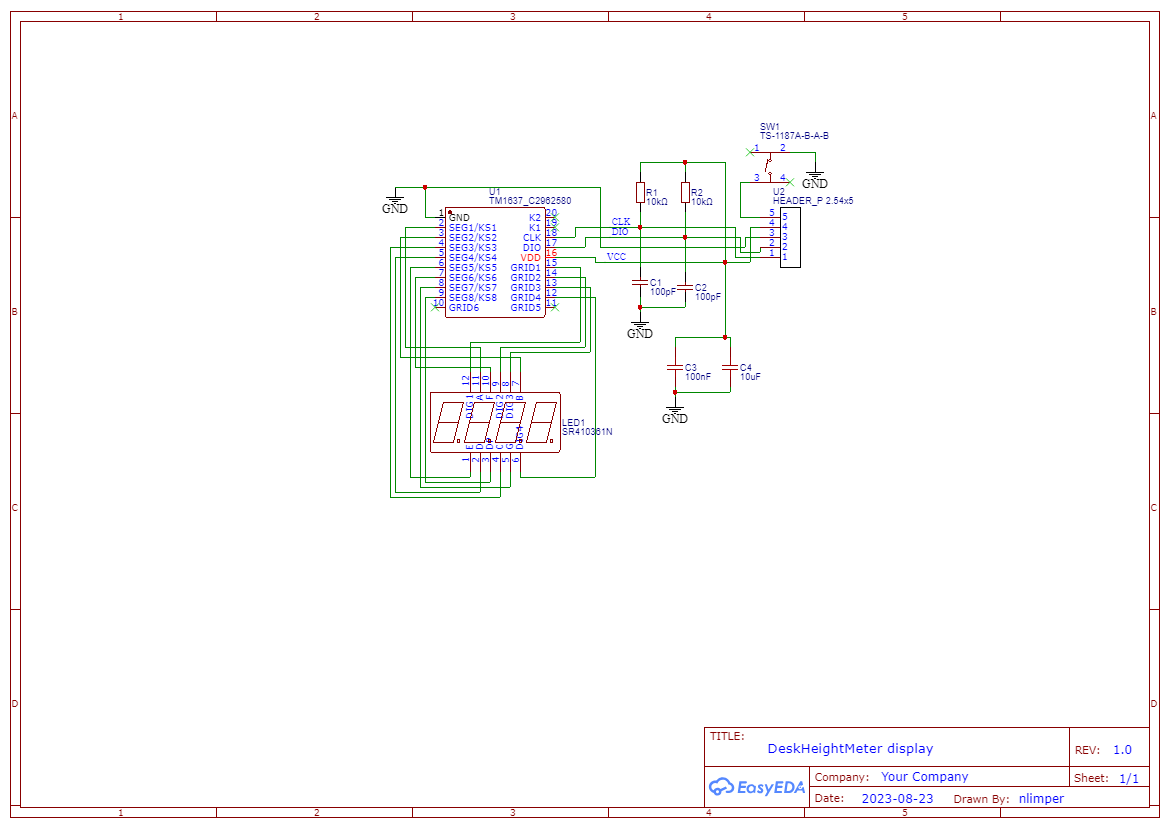 1 2 3 4 5
A A
SW1
TS-1187A-B-A-B
1 2
3 4
GND
U1
TM1637_C2962580
GND
R1
10kΩ
R2
10kΩ
U2
HEADER_P 2.54x5
1 GND K2 20
2 SEG1/KS1 K1 19
3 SEG2/KS2 CLK 18
4 SEG3/KS3 DIO 17
5 SEG4/KS4 VDD 16
6 SEG5/KS5 GRID1 15
7 SEG6/KS6 GRID2 14
8 SEG7/KS7 GRID3 13
9 SEG8/KS8 GRID4 12
10 GRID6 GRID5 11
CLK
DIO
VCC
5 5
4 4
3 3
2 2
1 1
C1
100pF
C2
100pF
B B
GND
C3
100nF
C4
10uF
GND
12 11 10 9 8 7
DIG1 A F DIG2 DIG3 B
LED1
SR410361N
E D DP C G DIG4
1 2 3 4 5 6
C C
D D
TITLE:
DeskHeightMeter display
REV: 1.0
EasyEDA
Company: Your Company
Sheet: 1/1
Date: 2023-08-23 Drawn By: nlimper
1 2 3 4 5